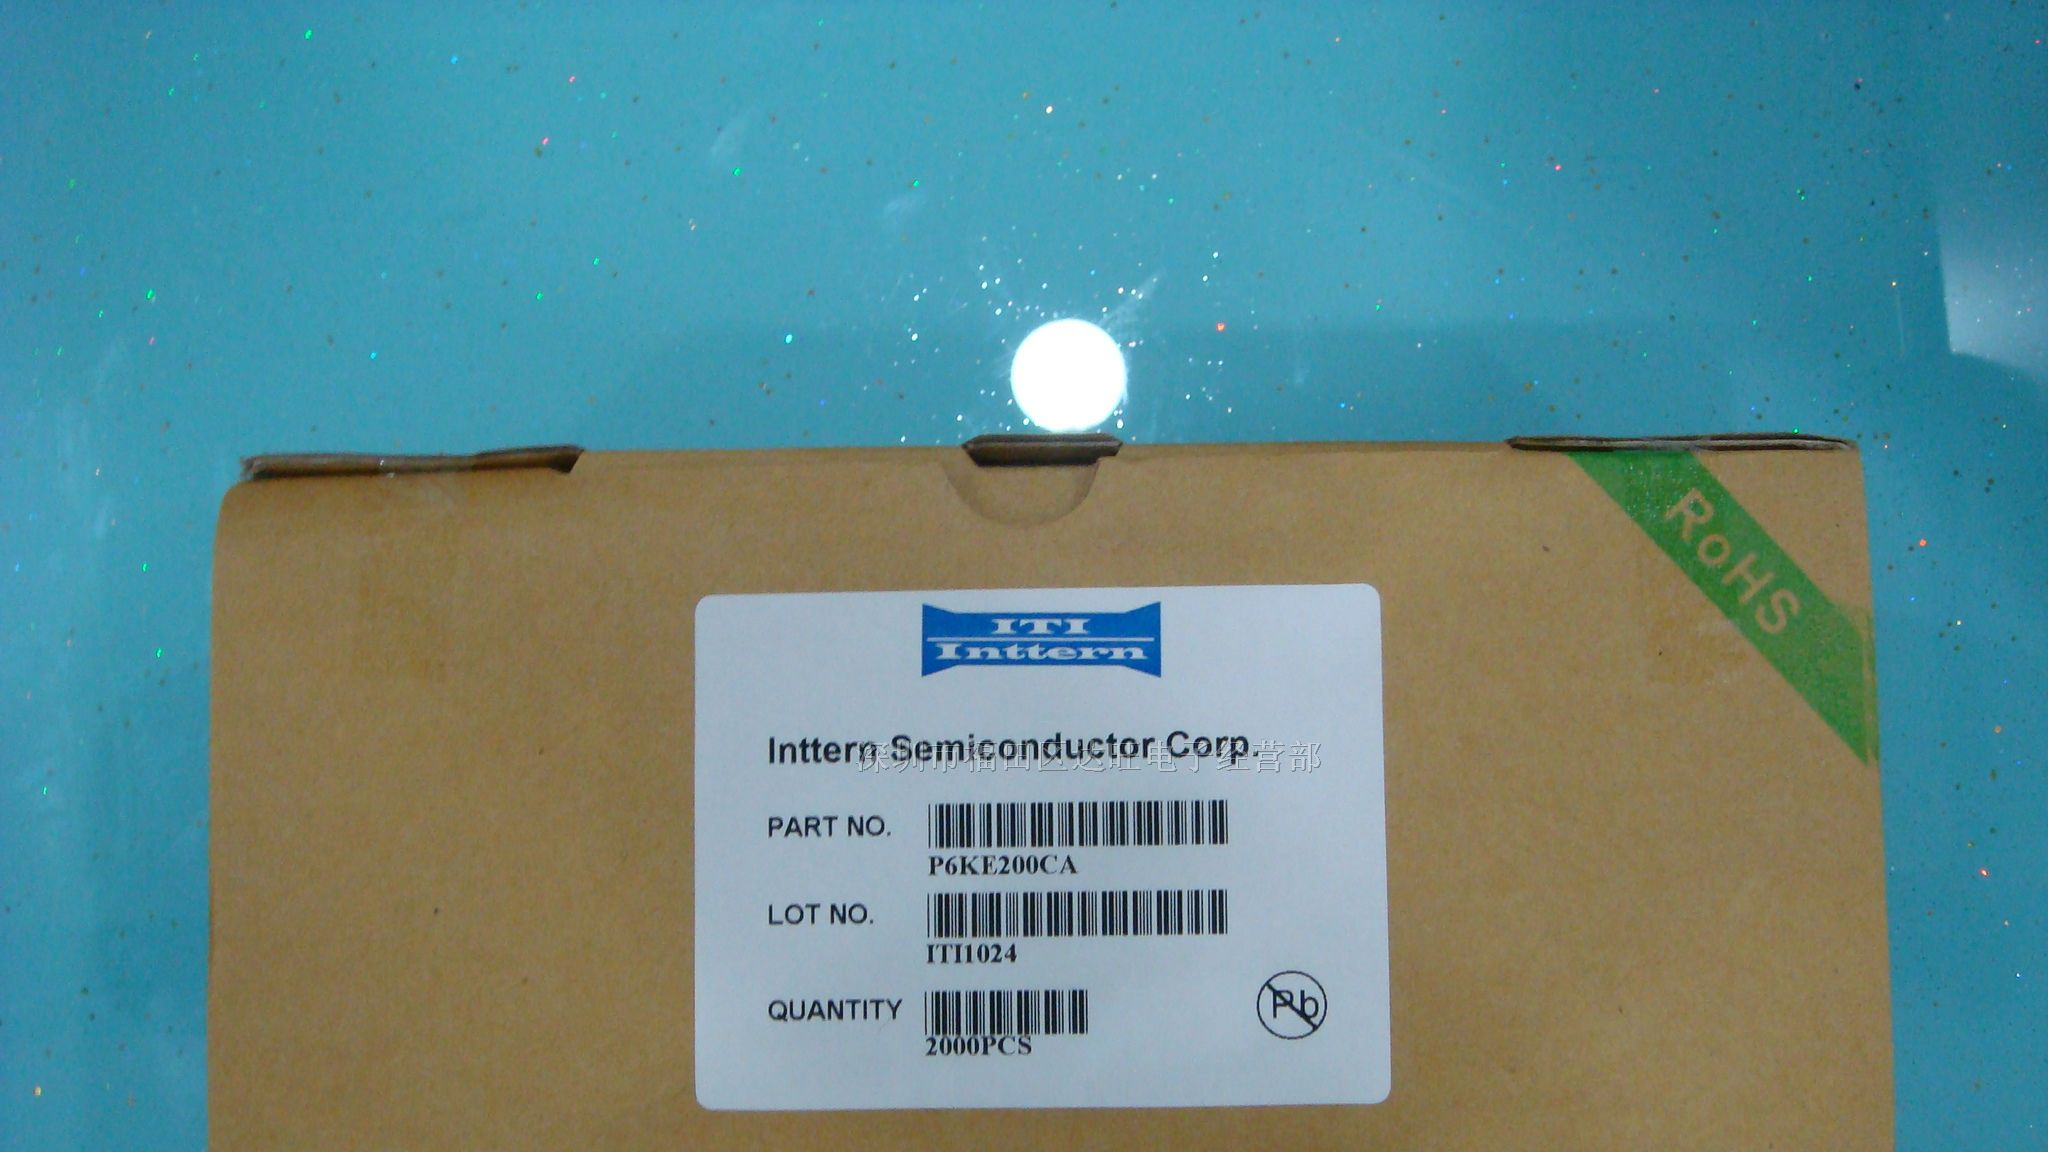 RoHS
ITI
Inttern
Inttern Semiconductor Corp.
深圳市福田区达旺电子经营部
PART NO.
P6KE200CA
LOT NO.
ITI1024
QUANTITY
2000PCS
Pb